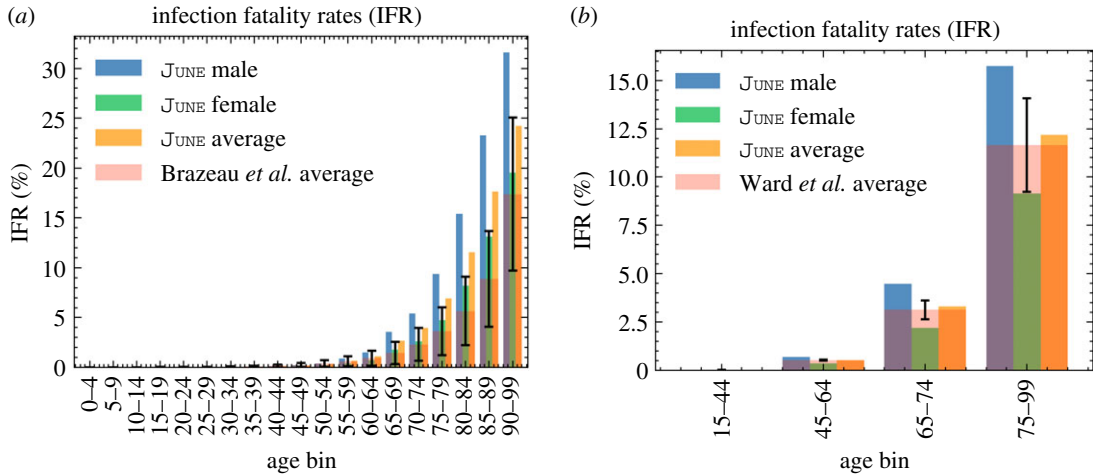 (a)
infection fatality rates (IFR)
30
25
20
15
10
5
0
IFR (%)
JUNE male
JUNE female
JUNE average
Brazeau et al. average
0–4
5–9
10–14
15–19
20–24
25–29
30–34
35–39
40–44
45–49
50–54
55–59
60–64
65–69
70–74
75–79
80–84
85–89
90–99
age bin
(b)
infection fatality rates (IFR)
15.0
12.5
10.0
7.5
5.0
2.5
0
IFR (%)
JUNE male
JUNE female
JUNE average
Ward et al. average
15–44
45–64
65–74
75–99
age bin